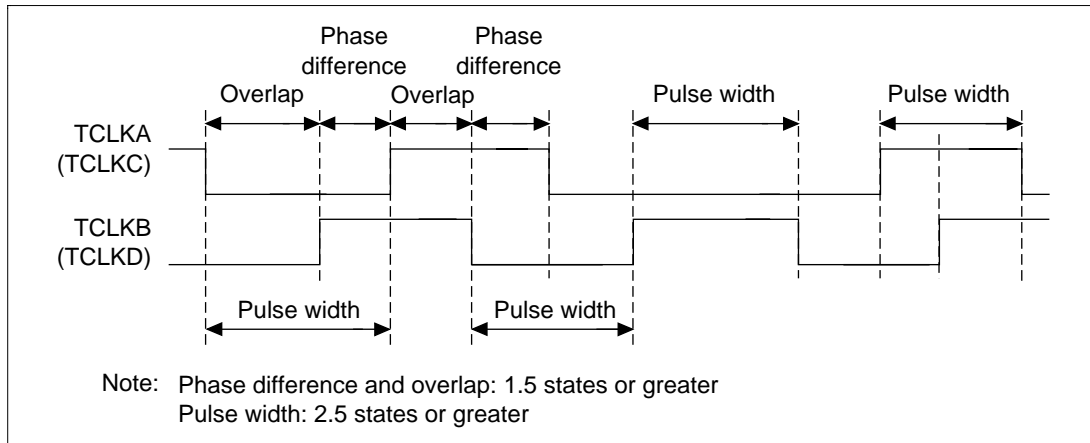 Phase
difference
Phase
difference
Overlap
Overlap
Pulse width
Pulse width
TCLKA
(TCLKC)
TCLKB
(TCLKD)
Pulse width
Pulse width
Note: Phase difference and overlap: 1.5 states or greater
Pulse width: 2.5 states or greater